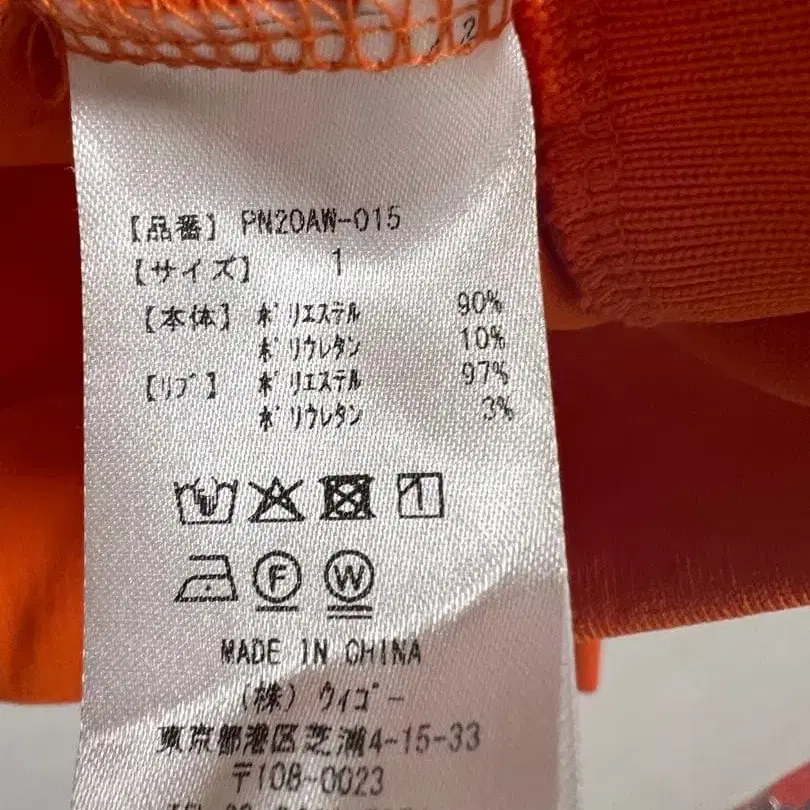 2
【品番】 PN20AW-015
【サイズ】 1
【本体】 ﾎﾟﾘｴｽﾃﾙ 90%
ﾎﾟﾘｳﾚﾀﾝ 10%
【ﾘﾌﾞ】 ﾎﾟﾘｴｽﾃﾙ 97%
ﾎﾟﾘｳﾚﾀﾝ 3%
F W
MADE IN CHINA
(株) ｳｨｺﾞｰ
東京都港区芝浦4-15-33
〒108-0023